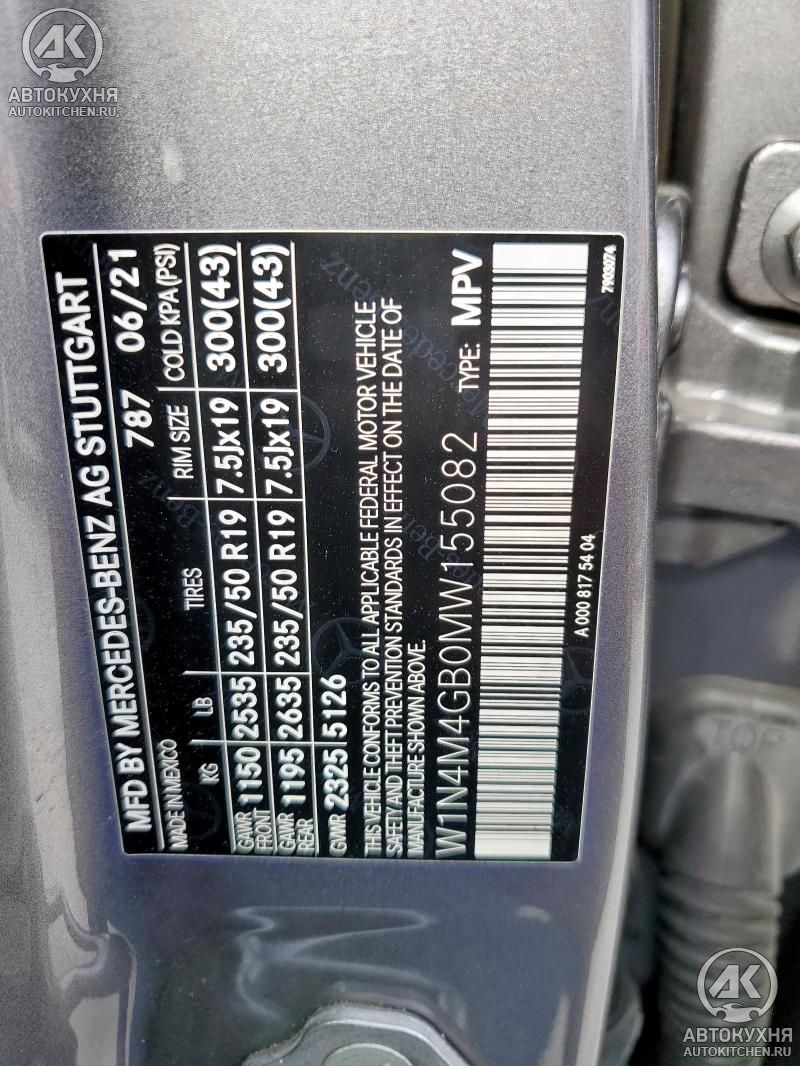 AK
АВТОКУХНЯ
AUTOKITCHEN.RU
MFD BY MERCEDES-BENZ AG STUTTGART
MADE IN MEXICO 787 06/21
KG LB TIRES RIM SIZE COLD KPA (PSI)
GAWR FRONT 1150 2535 235/50 R19 7.5Jx19 300(43)
GAWR REAR 1195 2635 235/50 R19 7.5Jx19 300(43)
GVWR 2325 5126
THIS VEHICLE CONFORMS TO ALL APPLICABLE FEDERAL MOTOR VEHICLE
SAFETY AND THEFT PREVENTION STANDARDS IN EFFECT ON THE DATE OF
MANUFACTURE SHOWN ABOVE.
W1N4M4GB0MW155082 TYPE: MPV
A 000 817 54 04
TOP
AK
АВТОКУХНЯ
AUTOKITCHEN.RU